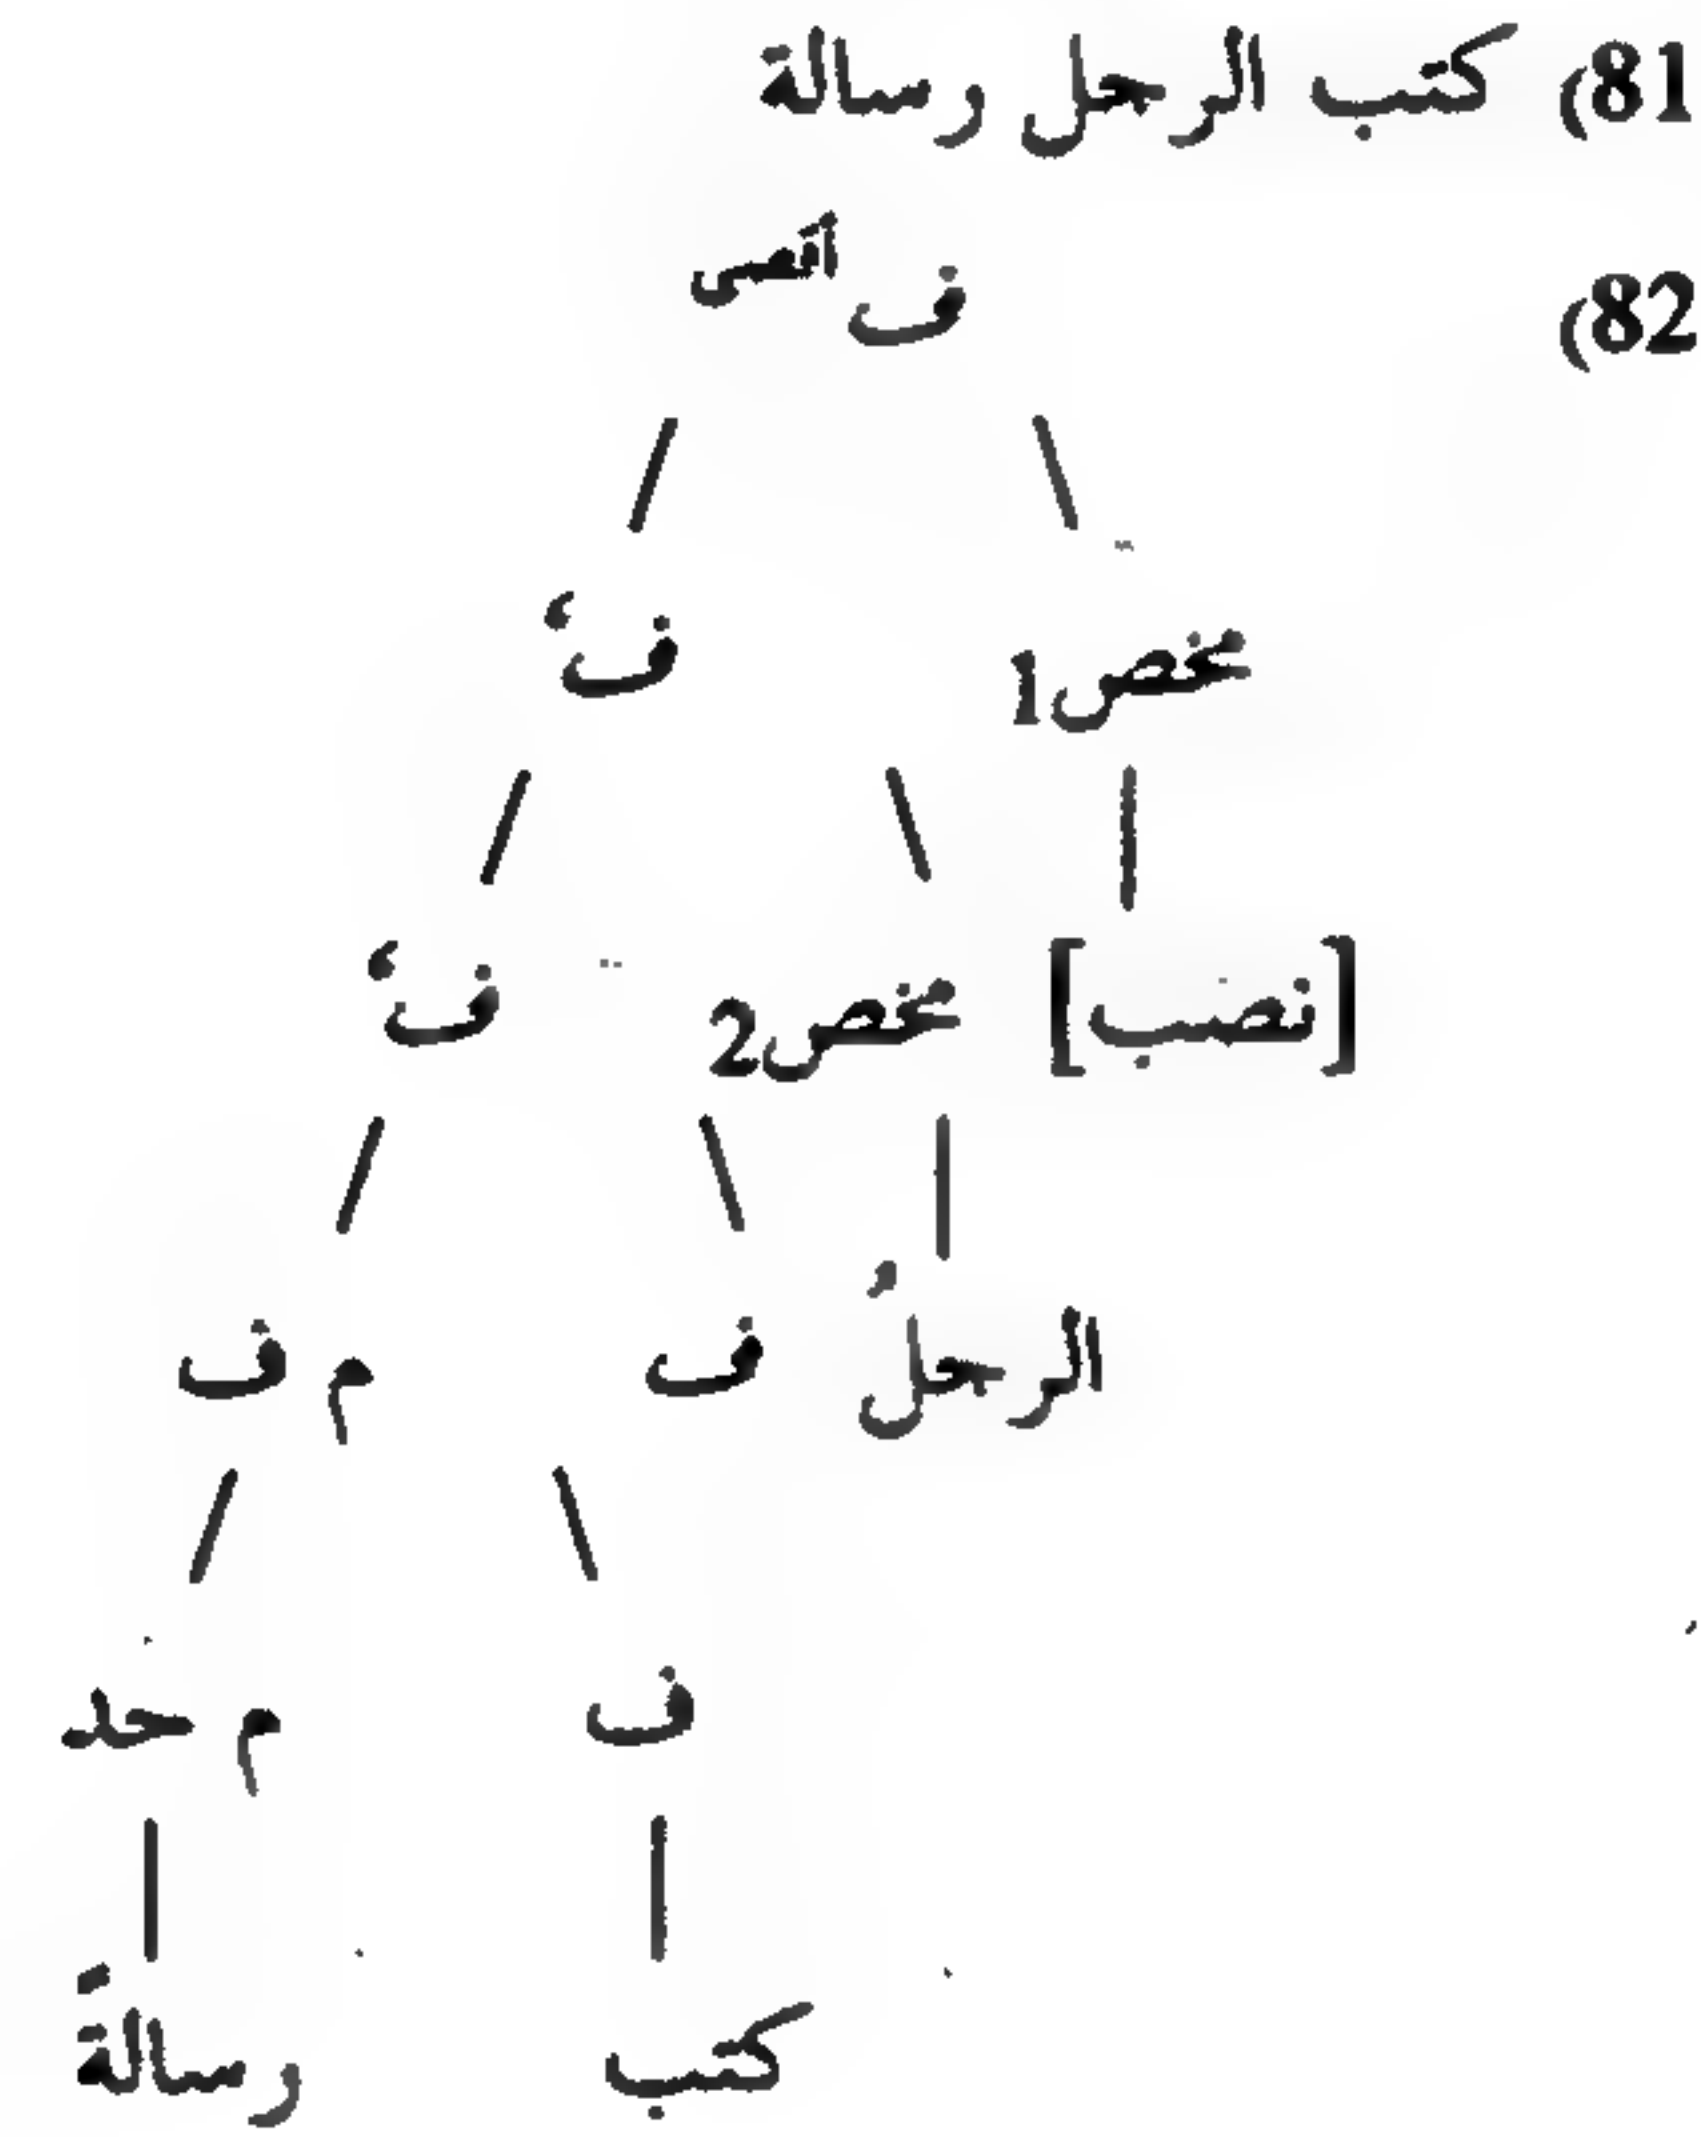 81) كتب الرجل رسالة
82) ف أقصى
مخص1 ف‘
[نصب] مخص2 ف‘
الرجلُ ف م ف
ف م حد
كتب رسالةَ